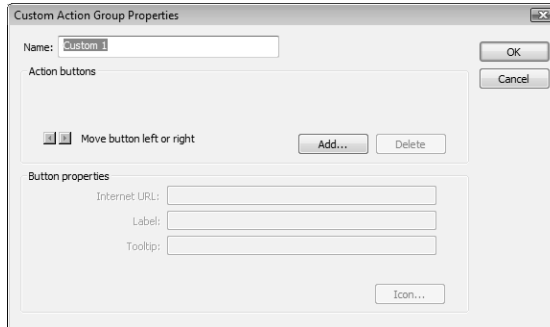 Custom Action Group Properties
Name: Custom 1
OK
Action buttons
Cancel
Move button left or right
Add...
Delete
Button properties
Internet URL:
Label:
Tooltip:
Icon...